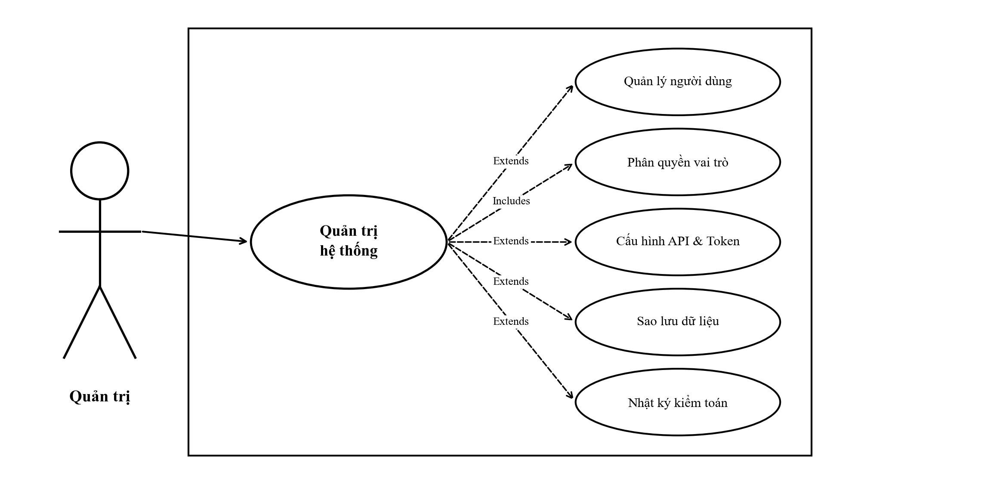 Quản lý người dùng
Extends
Phân quyền vai trò
Includes
Quản trị
hệ thống
Extends
Cấu hình API & Token
Extends
Sao lưu dữ liệu
Extends
Nhật ký kiểm toán
Quản trị